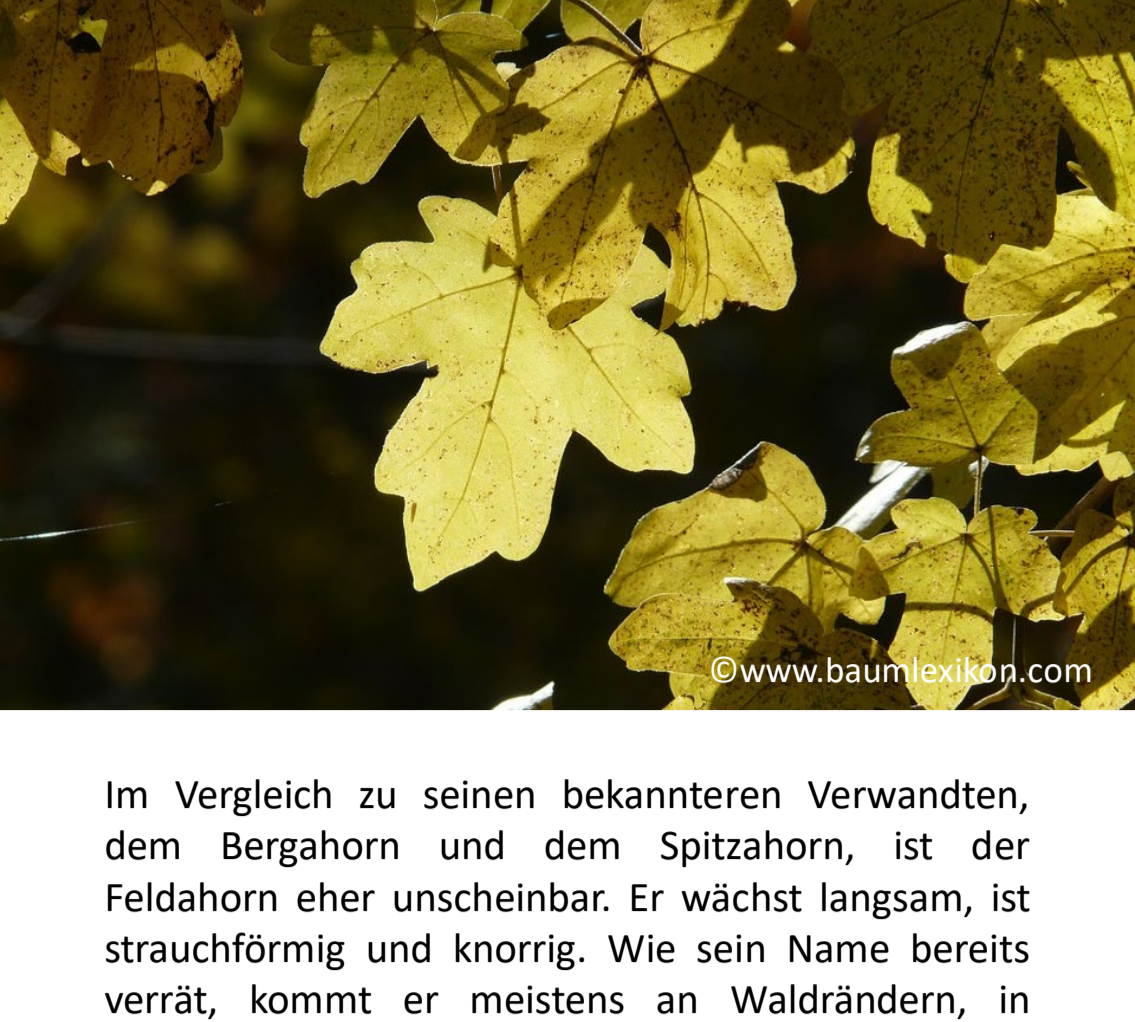 ©www.baumlexikon.com
Im Vergleich zu seinen bekannteren Verwandten,
dem Bergahorn und dem Spitzahorn, ist der
Feldahorn eher unscheinbar. Er wächst langsam, ist
strauchförmig und knorrig. Wie sein Name bereits
verrät, kommt er meistens an Waldrändern, in